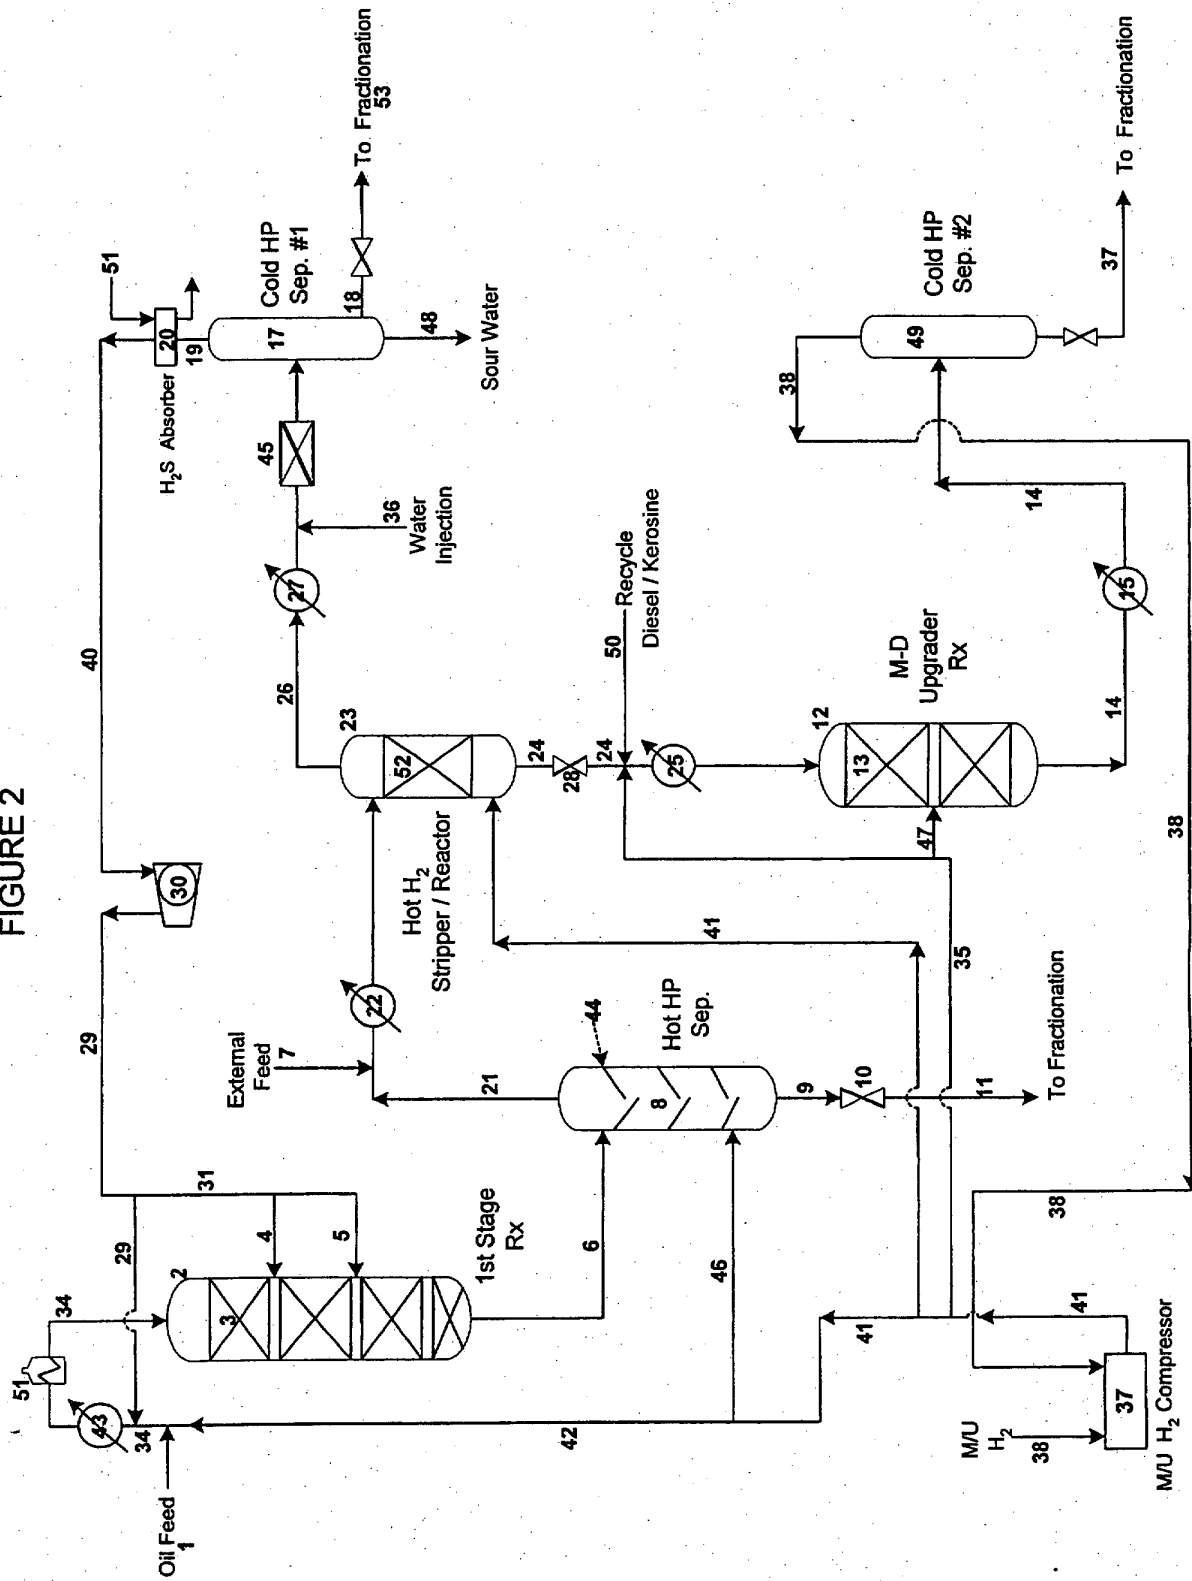 FIGURE 2
Oil Feed
1
34
43
51
34
29
2
3
4
5
31
29
1st Stage
Rx
6
42
46
M/U
H2
38
37
M/U H2 Compressor
41
41
38
30
40
External
Feed
7
21
22
44
8
Hot HP
Sep.
9
10
11
To Fractionation
Hot H2
Stripper / Reactor
41
35
23
52
24
28
24
25
50
Recycle
Diesel / Kerosine
26
27
36
Water
Injection
45
H2S Absorber
20
19
51
17
Cold HP
Sep. #1
18
To Fractionation
53
48
Sour Water
47
12
13
M-D
Upgrader
Rx
14
15
14
38
38
49
Cold HP
Sep. #2
37
To Fractionation